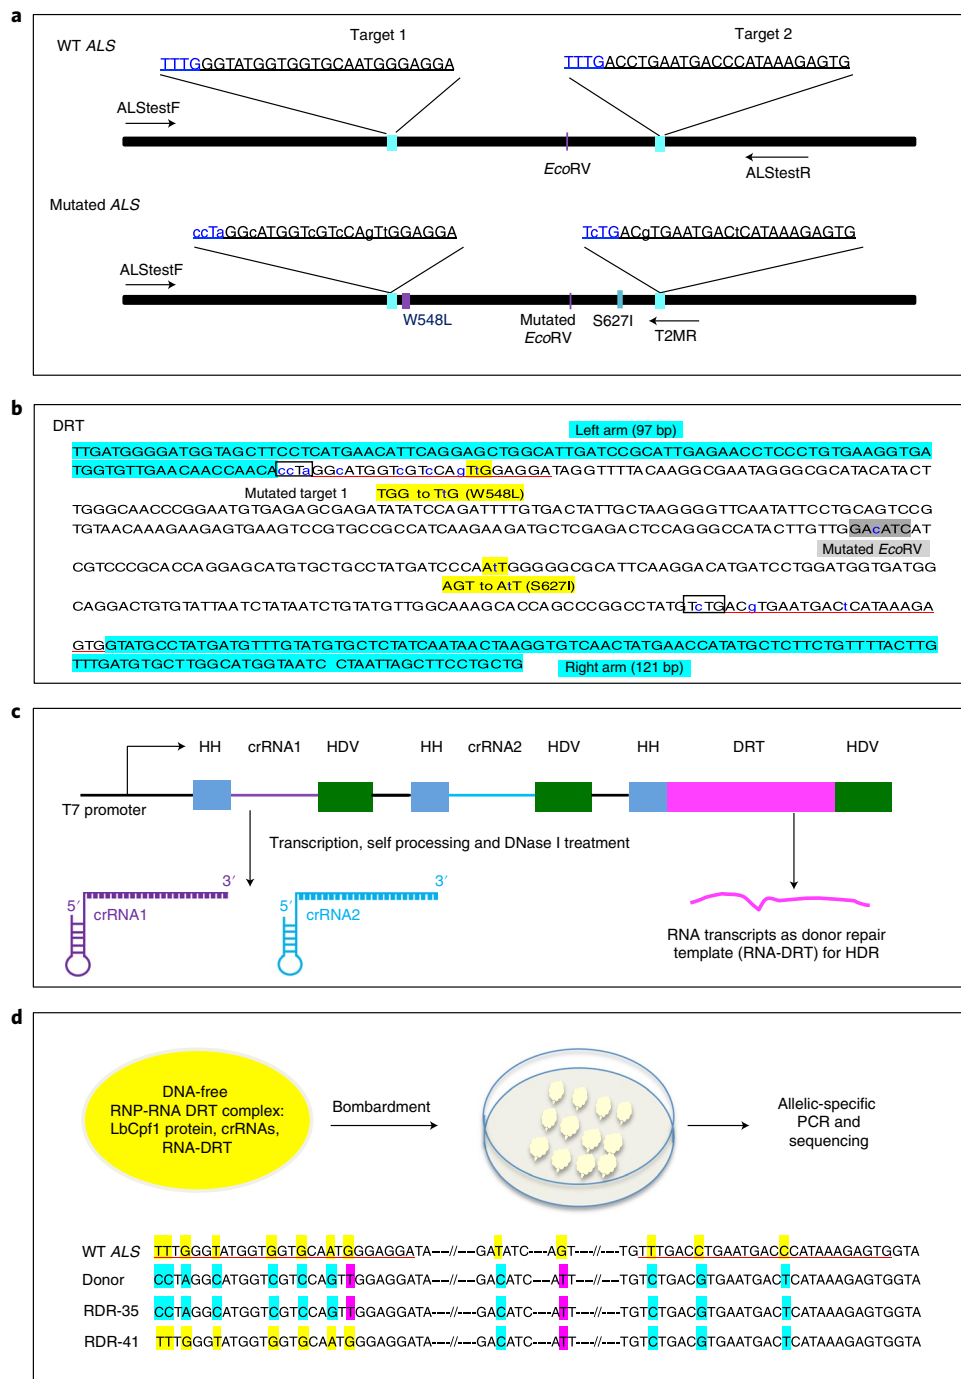 a
WT ALS
Target 1
Target 2
TTTGGGTATGGTGGTGCAATGGGAGGA
TTTGACCTGAATGACCCATAAAGAGTG
ALStestF
EcoRV
ALStestR
Mutated ALS
ccTaGGcATGGTcGTcCAgTtGGAGGA
TcTGACgTGAATGACtCATAAAGAGTG
ALStestF
W548L
Mutated
EcoRV
S627I
T2MR
b
DRT
Left arm (97 bp)
TTGATGGGGATGGTAGCTTCCTCATGAACATTCAGGAGCTGGCATTGATCCGCATTGAGAACCTCCCTGTGAAGGTGA
TGGTGTTGAACAACCAACAccTaGGcATGGTcGTcCAgTtGGAGGATAGGTTTTACAAGGCGAATAGGGCGCATACATACT
Mutated target 1
TGG to TtG (W548L)
TGGGCAACCCGGAATGTGAGAGCGAGATATATCCAGATTTTGTGACTATTGCTAAGGGGTTCAATATTCCTGCAGTCCG
TGTAACAAAGAAGAGTGAAGTCCGTGCCGCCATCAAGAAGATGCTCGAGACTCCAGGGCCATACTTGTTGGAcATCAT
Mutated EcoRV
CGTCCCGCACCAGGAGCATGTGCTGCCTATGATCCCAAtTGGGGGCGCATTCAAGGACATGATCCTGGATGGTGATGG
AGT to AtT (S627I)
CAGGACTGTGTATTAATCTATAATCTGTATGTTGGCAAAGCACCAGCCCGGCCTATGTcTGACgTGAATGACtCATAAAGA
GTGGTATGCCTATGATGTTTGTATGTGCTCTATCAATAACTAAGGTGTCAACTATGAACCATATGCTCTTCTGTTTTACTTG
TTTGATGTGCTTGGCATGGTAATC CTAATTAGCTTCCTGCTG
Right arm (121 bp)
c
HH crRNA1 HDV HH crRNA2 HDV HH DRT HDV
T7 promoter
Transcription, self processing and DNase I treatment
5′ 3′
crRNA1
5′ 3′
crRNA2
RNA transcripts as donor repair
template (RNA-DRT) for HDR
d
DNA-free
RNP-RNA DRT complex:
LbCpf1 protein, crRNAs,
RNA-DRT
Bombardment
Allelic-specific
PCR and
sequencing
WT ALS TTTGGGTATGGTGGTGCAATGGGAGGATA---//---GATATC---AGT---//---TGTTTGACCTGAATGACCCATAAAGAGTGGTA
Donor CCTAGGCATGGTCGTCCAGTTGGAGGATA---//---GACATC---ATT---//---TGTCTGACGTGAATGACTCATAAAGAGTGGTA
RDR-35 CCTAGGCATGGTCGTCCAGTTGGAGGATA---//---GACATC---ATT---//---TGTCTGACGTGAATGACTCATAAAGAGTGGTA
RDR-41 TTTGGGTATGGTGGTGCAATGGGAGGATA---//---GACATC---ATT---//---TGTCTGACGTGAATGACTCATAAAGAGTGGTA